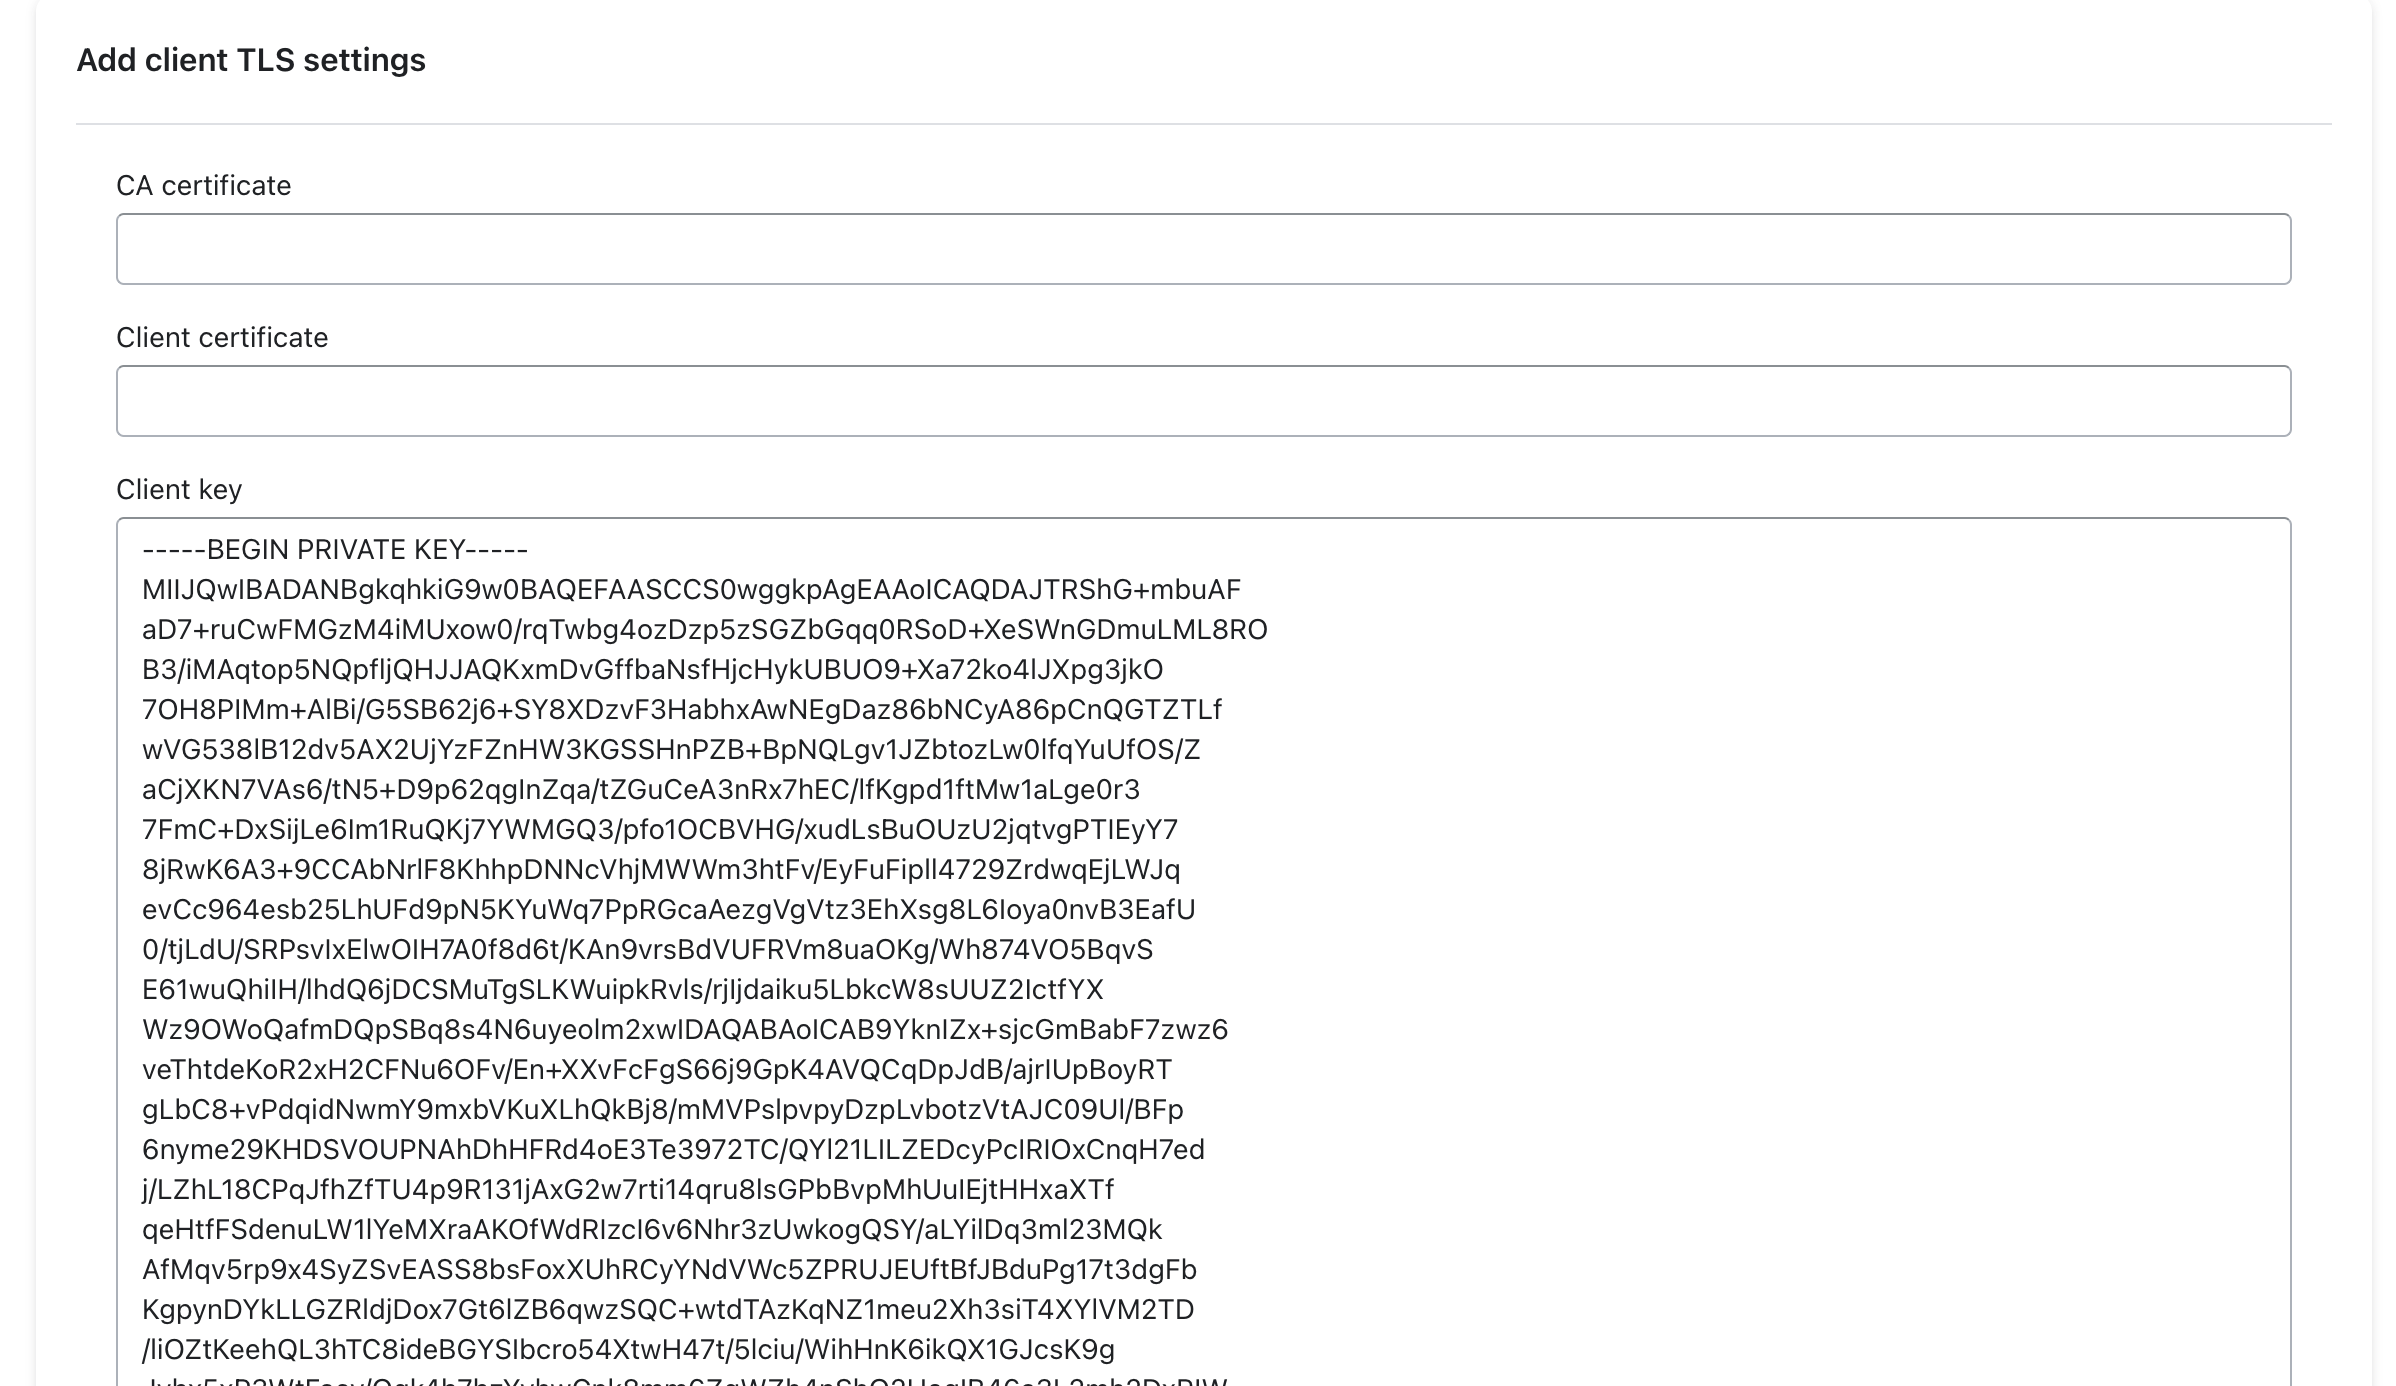 Add client TLS settings
CA certificate
Client certificate
Client key
-----BEGIN PRIVATE KEY-----
MIIJQwIBADANBgkqhkiG9w0BAQEFAASCCS0wggkpAgEAAoICAQDAJTRShG+mbuAF
aD7+ruCwFMGzM4iMUxow0/rqTwbg4ozDzp5zSGZbGqq0RSoD+XeSWnGDmuLML8RO
B3/iMAqtop5NQpfljQHJJAQKxmDvGffbaNsfHjcHykUBUO9+Xa72ko4lJXpg3jkO
7OH8PIMm+AlBi/G5SB62j6+SY8XDzvF3HabhxAwNEgDaz86bNCyA86pCnQGTZTLf
wVG538lB12dv5AX2UjYzFZnHW3KGSSHnPZB+BpNQLgv1JZbtozLw0lfqYuUfOS/Z
aCjXKN7VAs6/tN5+D9p62qgInZqa/tZGuCeA3nRx7hEC/lfKgpd1ftMw1aLge0r3
7FmC+DxSijLe6Im1RuQKj7YWMGQ3/pfo1OCBVHG/xudLsBuOUzU2jqtvgPTIEyY7
8jRwK6A3+9CCAbNrlF8KhhpDNNcVhjMWWm3htFv/EyFuFipll4729ZrdwqEjLWJq
evCc964esb25LhUFd9pN5KYuWq7PpRGcaAezgVgVtz3EhXsg8L6Ioya0nvB3EafU
0/tjLdU/SRPsvIxElwOIH7A0f8d6t/KAn9vrsBdVUFRVm8uaOKg/Wh874VO5BqvS
E61wuQhiIH/lhdQ6jDCSMuTgSLKWuipkRvls/rjIjdaiku5LbkcW8sUUZ2IctfYX
Wz9OWoQafmDQpSBq8s4N6uyeolm2xwIDAQABAoICAB9YknIZx+sjcGmBabF7zwz6
veThtdeKoR2xH2CFNu6OFv/En+XXvFcFgS66j9GpK4AVQCqDpJdB/ajrIUpBoyRT
gLbC8+vPdqidNwmY9mxbVKuXLhQkBj8/mMVPslpvpyDzpLvbotzVtAJC09Ul/BFp
6nyme29KHDSVOUPNAhDhHFRd4oE3Te3972TC/QYl21LILZEDcyPclRIOxCnqH7ed
j/LZhL18CPqJfhZfTU4p9R131jAxG2w7rti14qru8lsGPbBvpMhUuIEjtHHxaXTf
qeHtfFSdenuLW1lYeMXraAKOfWdRIzcI6v6Nhr3zUwkogQSY/aLYilDq3ml23MQk
AfMqv5rp9x4SyZSvEASS8bsFoxXUhRCyYNdVWc5ZPRUJEUftBfJBduPg17t3dgFb
KgpynDYkLLGZRldjDox7Gt6lZB6qwzSQC+wtdTAzKqNZ1meu2Xh3siT4XYlVM2TD
/liOZtKeehQL3hTC8ideBGYSIbcro54XtwH47t/5lciu/WihHnK6ikQX1GJcsK9g